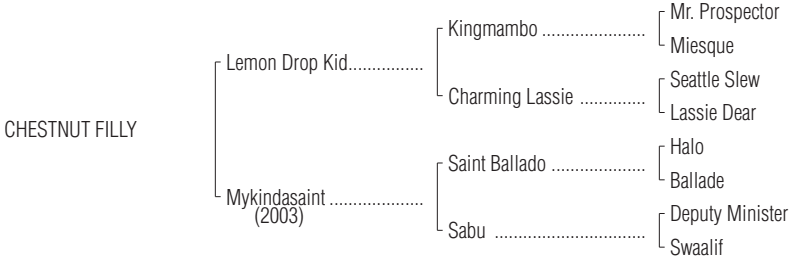 Mr. Prospector
Kingmambo ......................
Miesque
Lemon Drop Kid................
Seattle Slew
Charming Lassie ..............
Lassie Dear
CHESTNUT FILLY
Halo
Saint Ballado ....................
Ballade
Mykindasaint ....................
(2003)
Deputy Minister
Sabu ................................
Swaalif